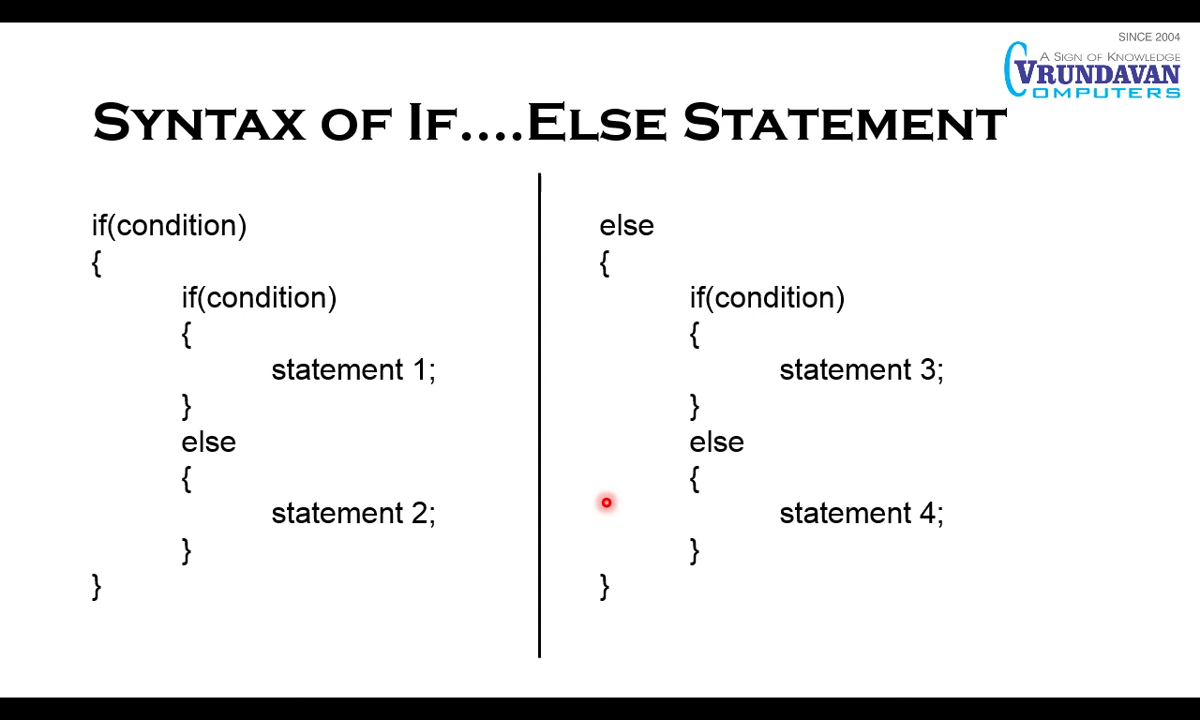 SINCE 2004
A SIGN OF KNOWLEDGE
VRUNDAVAN
COMPUTERS
SYNTAX OF IF....ELSE STATEMENT
if(condition)
{
if(condition)
{
statement 1;
}
else
{
statement 2;
}
}
else
{
if(condition)
{
statement 3;
}
else
{
statement 4;
}
}